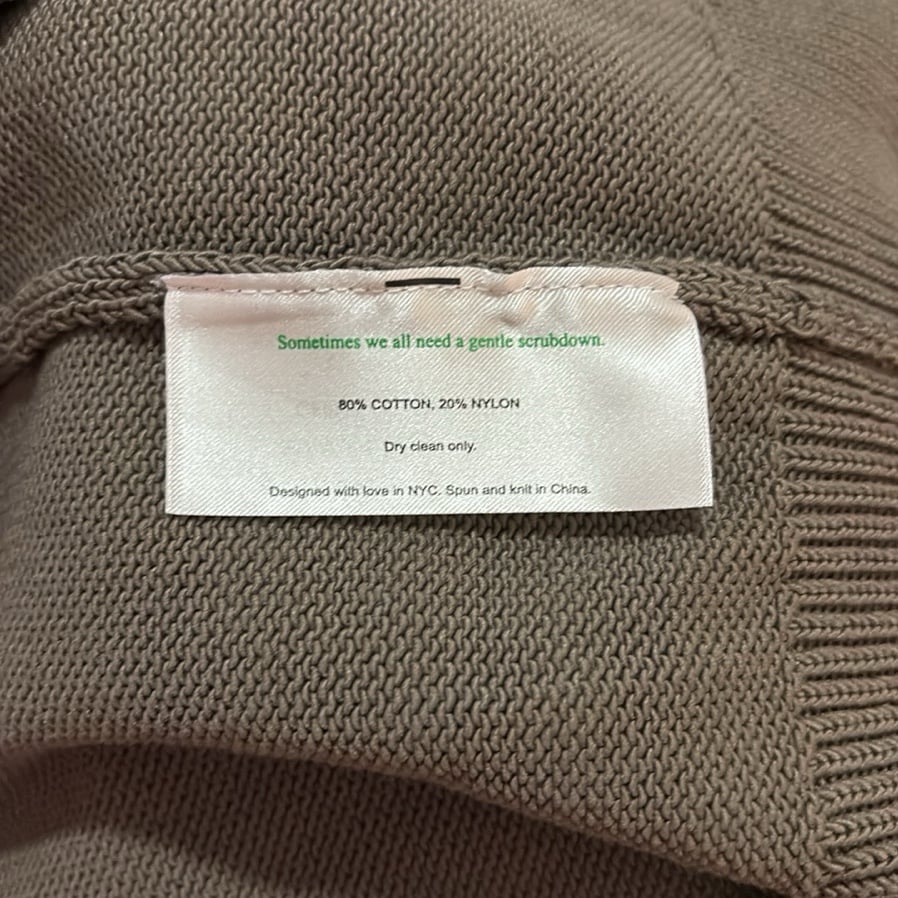 Sometimes we all need a gentle scrubdown.
80% COTTON, 20% NYLON
Dry clean only.
Designed with love in NYC. Spun and knit in China.